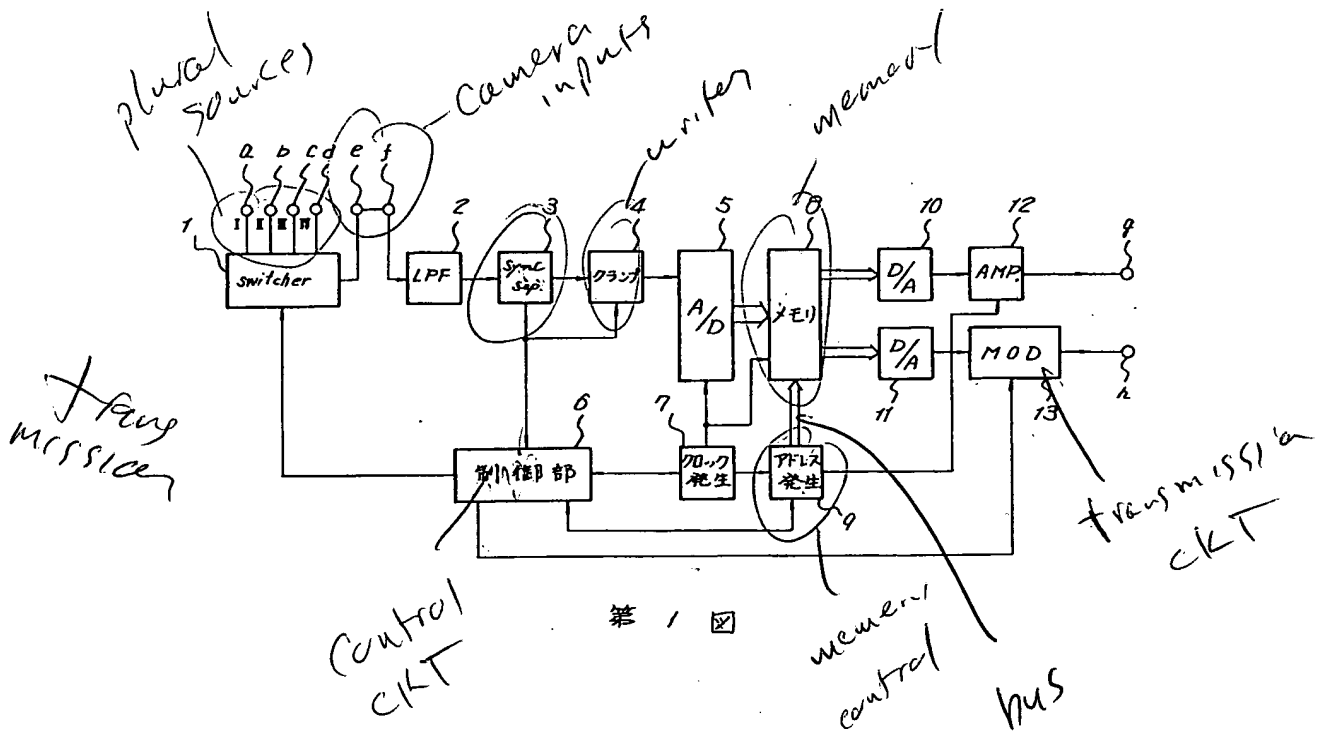 plural
sources
Camera
inputs
writer
memory
a b c d e f
I II III IV
1
2
3
4
5
8
10
12
g
switcher
LPF
Sync
Sep.
クランプ
A/D
メモリ
D/A
AMP.
D/A
MOD
11
13
h
Trans
mission
6
7
制御部
クロック
発生
アドレス
発生
9
transmission
CKT
Control
CKT
第 1 図
memory
control
bus